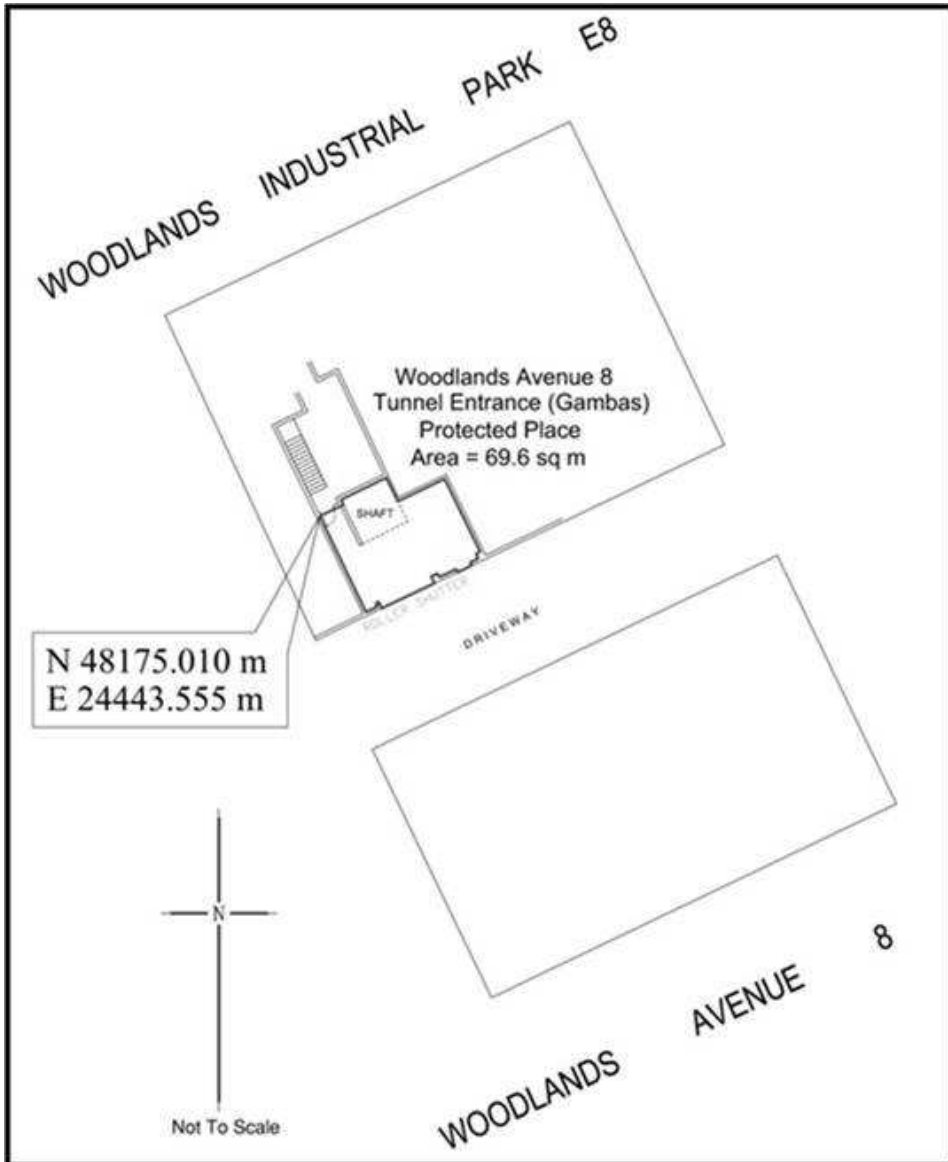 WOODLANDS INDUSTRIAL PARK E8
Woodlands Avenue 8
Tunnel Entrance (Gambas)
Protected Place
Area = 69.6 sq m
SHAFT
ROLLER SHUTTER
DRIVEWAY
N 48175.010 m
E 24443.555 m
N
Not To Scale
WOODLANDS AVENUE 8